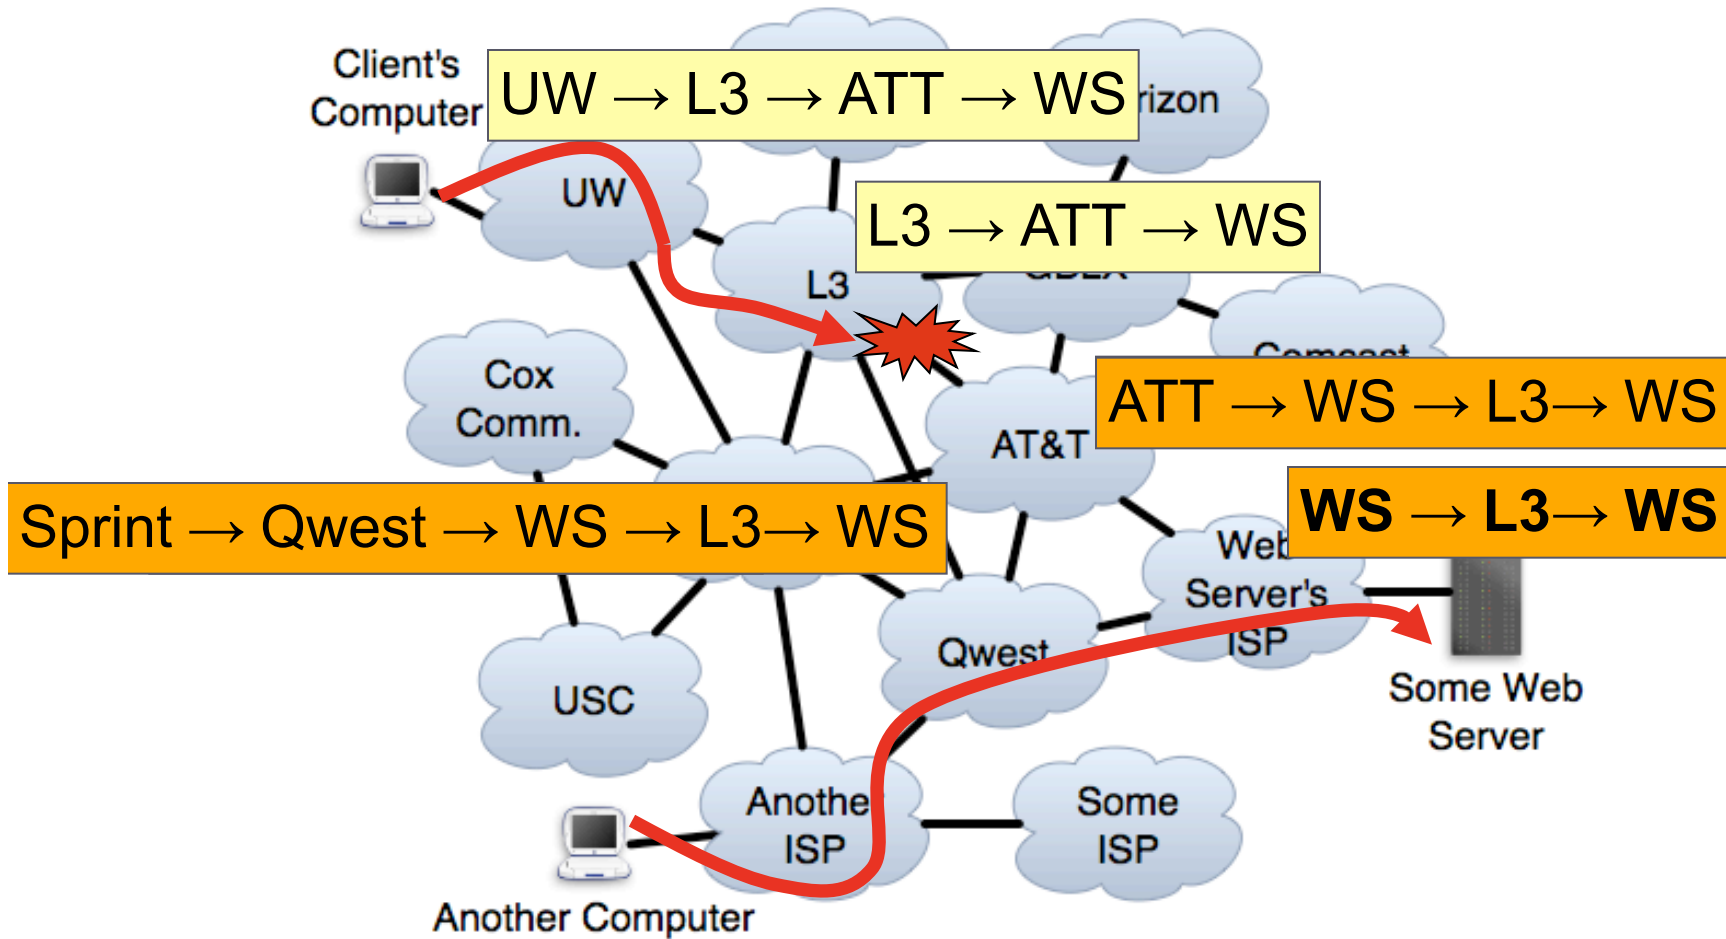 Client's
Computer
UW → L3 → ATT → WS
rizon
UW
L3 → ATT → WS
L3
Cox
Comm.
ATT → WS → L3→ WS
AT&T
WS → L3→ WS
Sprint → Qwest → WS → L3→ WS
Web
Server's
ISP
Qwest
USC
Some Web
Server
Another
ISP
Some
ISP
Another Computer